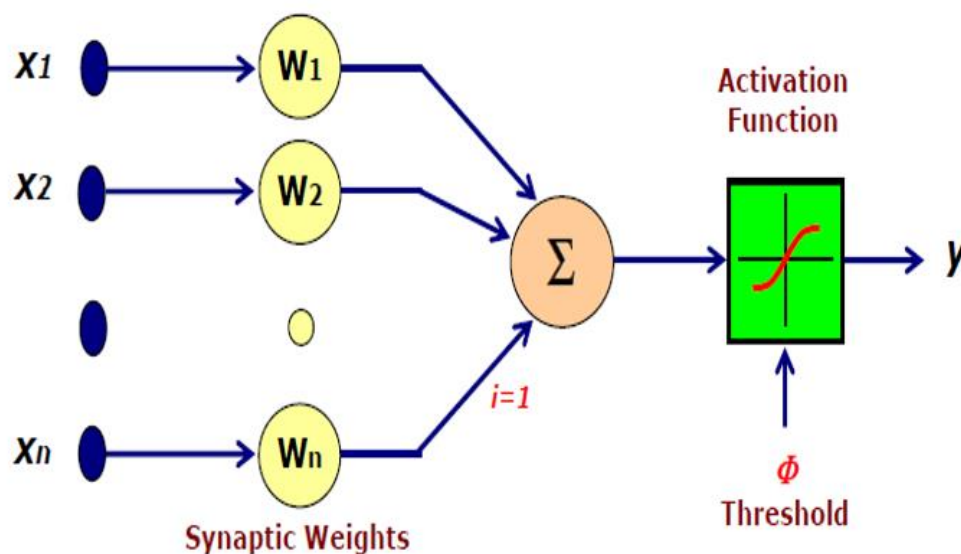 x1
W1
Activation
Function
x2
W2
Σ
y
i=1
xn
Wn
Φ
Threshold
Synaptic Weights